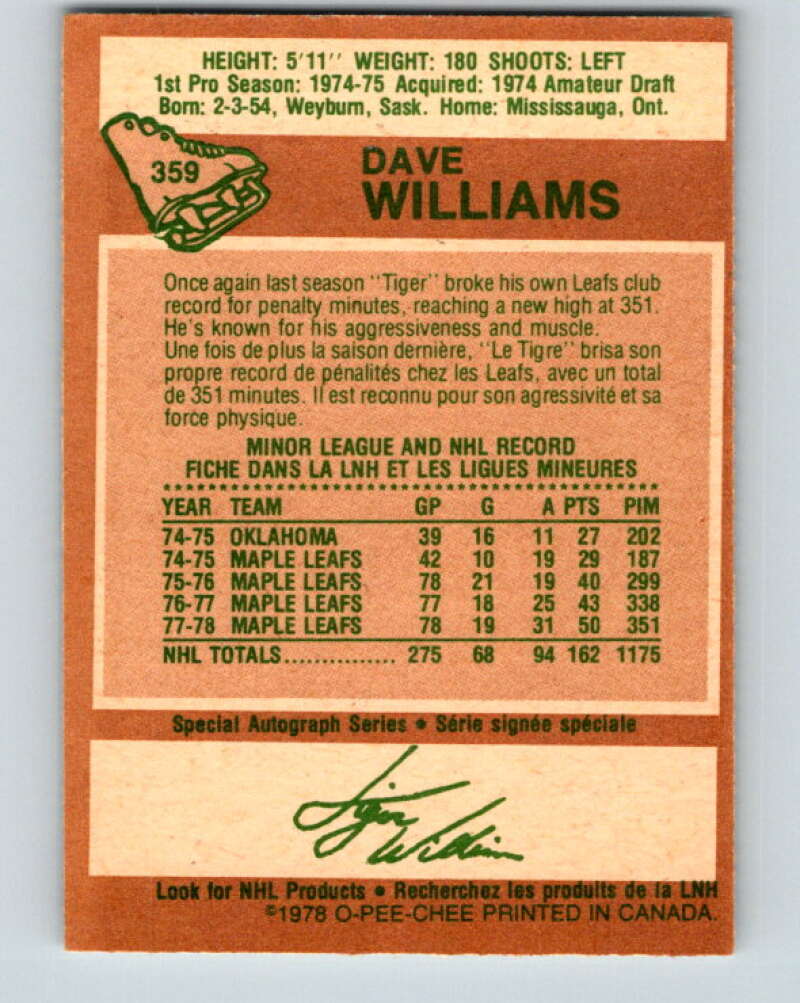 HEIGHT: 5'11'' WEIGHT: 180 SHOOTS: LEFT
1st Pro Season: 1974-75 Acquired: 1974 Amateur Draft
Born: 2-3-54, Weyburn, Sask. Home: Mississauga, Ont.
359
DAVE
WILLIAMS
Once again last season "Tiger" broke his own Leafs club
record for penalty minutes, reaching a new high at 351.
He's known for his aggressiveness and muscle.
Une fois de plus la saison dernière, "Le Tigre" brisa son
propre record de pénalités chez les Leafs, avec un total
de 351 minutes. Il est reconnu pour son agressivité et sa
force physique.
MINOR LEAGUE AND NHL RECORD
FICHE DANS LA LNH ET LES LIGUES MINEURES
YEAR TEAM GP G A PTS PIM
74-75 OKLAHOMA 39 16 11 27 202
74-75 MAPLE LEAFS 42 10 19 29 187
75-76 MAPLE LEAFS 78 21 19 40 299
76-77 MAPLE LEAFS 77 18 25 43 338
77-78 MAPLE LEAFS 78 19 31 50 351
NHL TOTALS............... 275 68 94 162 1175
Special Autograph Series • Série signée spéciale
Tiger
Williams
Look for NHL Products • Recherchez les produits de la LNH
©1978 O-PEE-CHEE PRINTED IN CANADA.